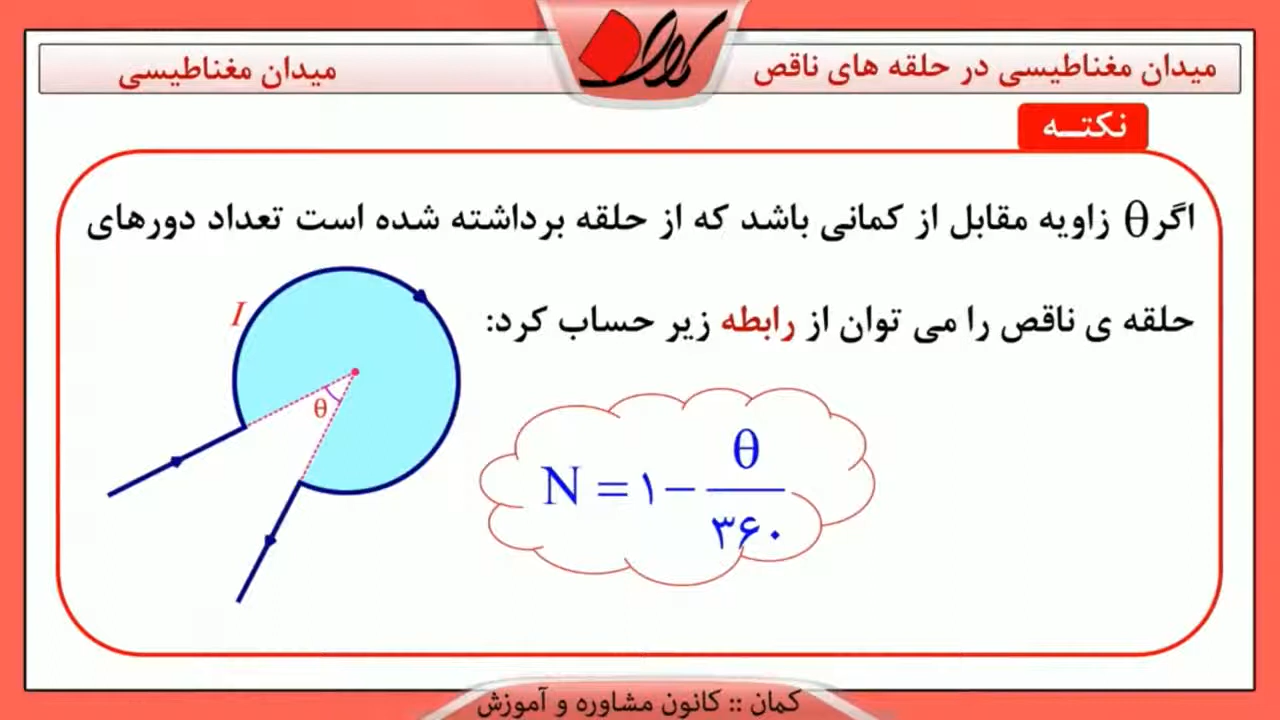 میدان مغناطیسی در حلقه های ناقص
کمان
میدان مغناطیسی
نکتــه
اگر θ زاویه مقابل از کمانی باشد که از حلقه برداشته شده است تعداد دورهای
حلقه ی ناقص را می توان از رابطه زیر حساب کرد:
I
θ
N = ۱ − θ / ۳۶۰
کمان :: کانون مشاوره و آموزش